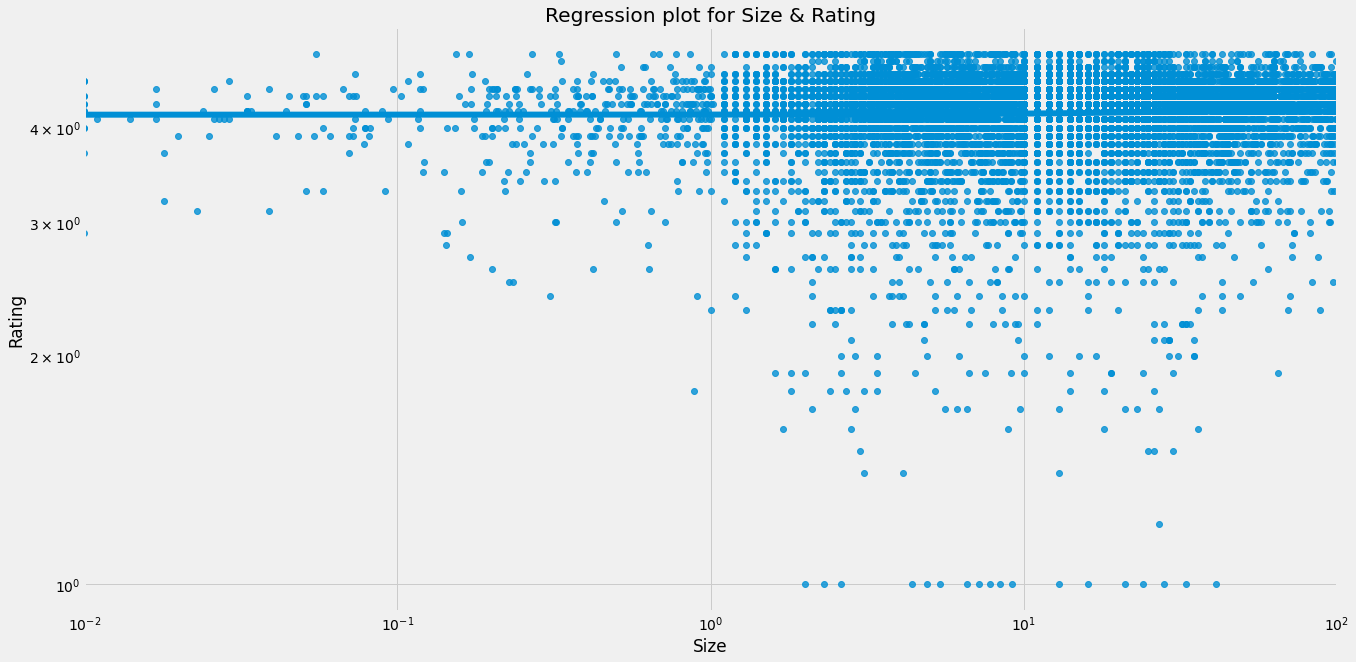 Regression plot for Size & Rating
Rating
4 × 10⁰
3 × 10⁰
2 × 10⁰
10⁰
10⁻² 10⁻¹ 10⁰ 10¹ 10²
Size